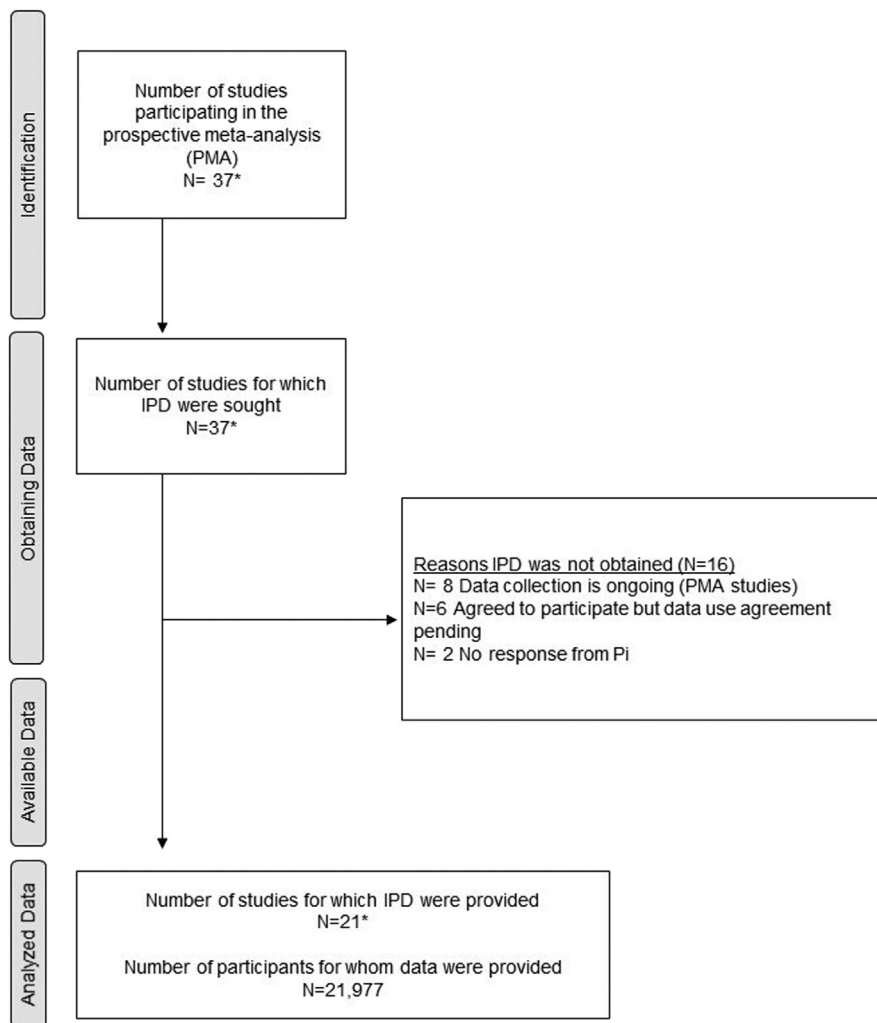 Identification
Number of studies
participating in the
prospective meta-analysis
(PMA)
N= 37*
Obtaining Data
Number of studies for which
IPD were sought
N=37*
Reasons IPD was not obtained (N=16)
N= 8 Data collection is ongoing (PMA studies)
N=6 Agreed to participate but data use agreement
pending
N= 2 No response from Pi
Available Data
Analyzed Data
Number of studies for which IPD were provided
N=21*
Number of participants for whom data were provided
N=21,977